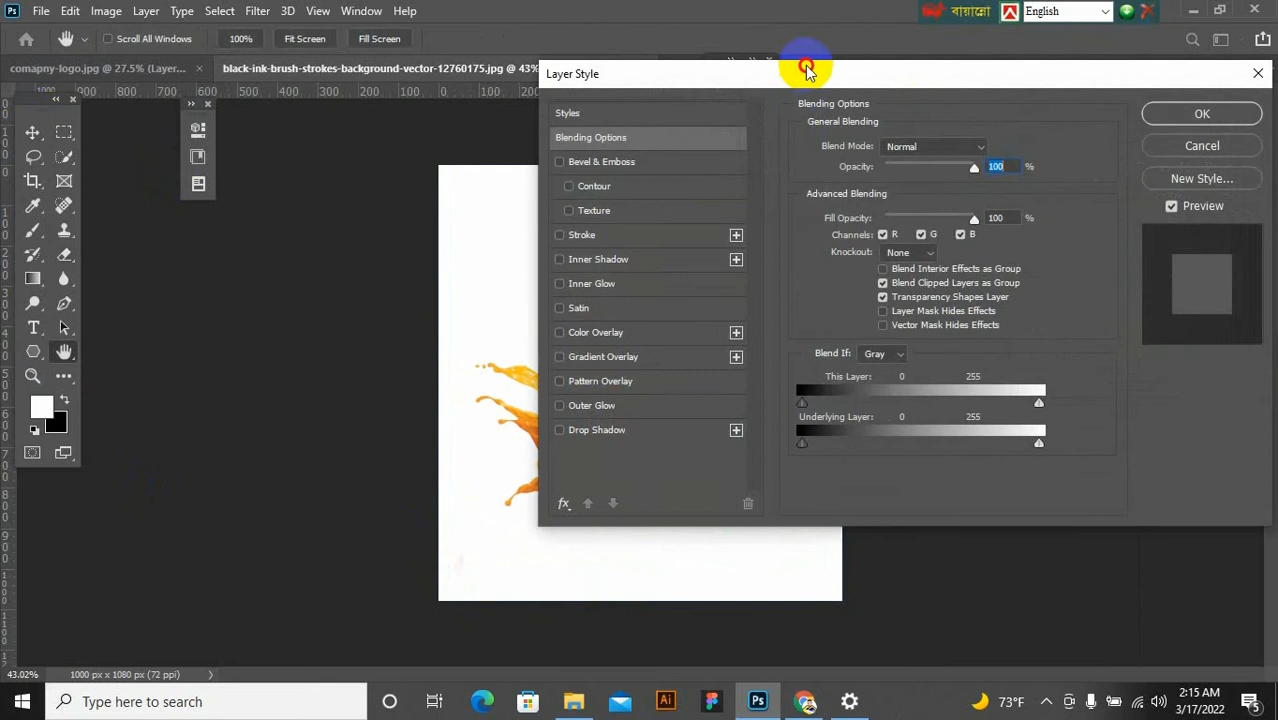 Ps File Edit Image Layer Type Select Filter 3D View Window Help
বায়ান্নো English
Scroll All Windows 100% Fit Screen Fill Screen
comapny-logo.jpg @ (Layer... × black-ink-brush-strokes-background-vector-12760175.jpg @ 43%
Layer Style
Styles
Blending Options
Bevel & Emboss
Contour
Texture
Stroke
Inner Shadow
Inner Glow
Satin
Color Overlay
Gradient Overlay
Pattern Overlay
Outer Glow
Drop Shadow
fx
Blending Options
General Blending
Blend Mode: Normal
Opacity: 100 %
Advanced Blending
Fill Opacity: 100 %
Channels: R G B
Knockout: None
Blend Interior Effects as Group
Blend Clipped Layers as Group
Transparency Shapes Layer
Layer Mask Hides Effects
Vector Mask Hides Effects
Blend If: Gray
This Layer: 0 255
Underlying Layer: 0 255
OK
Cancel
New Style...
Preview
43.02% 1000 px x 1080 px (72 ppi)
Type here to search
Ai Ps
73°F
2:15 AM
3/17/2022
5